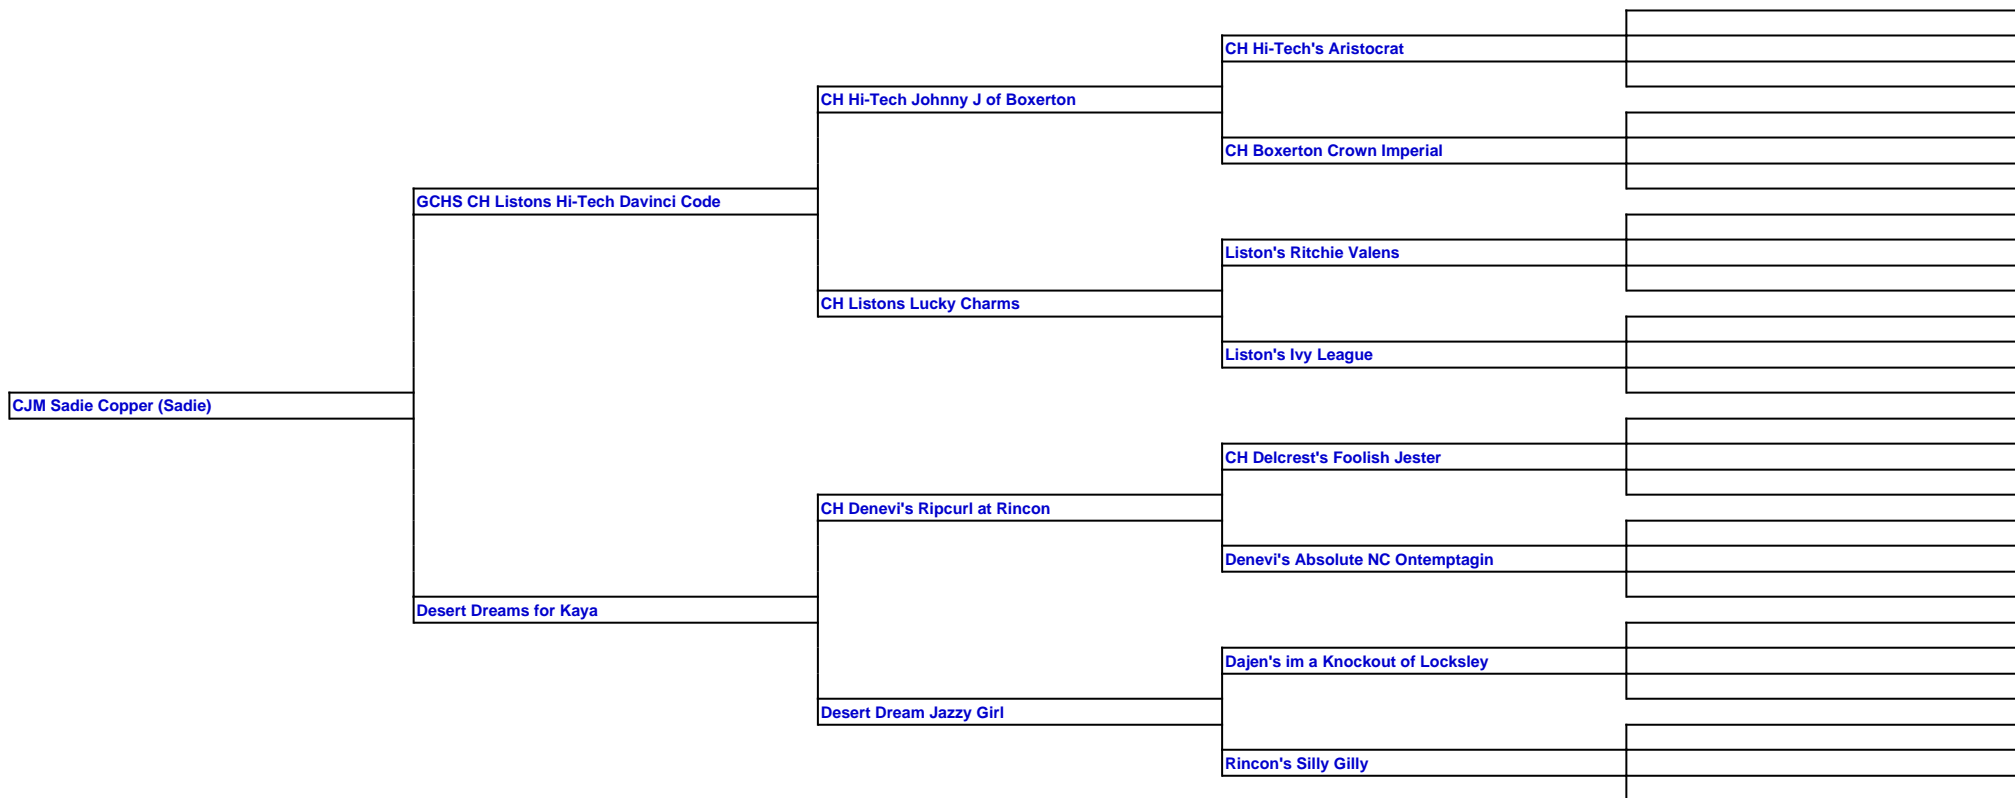 CH Hi-Tech's Aristocrat
CH Hi-Tech Johnny J of Boxerton
CH Boxerton Crown Imperial
GCHS CH Listons Hi-Tech Davinci Code
Liston's Ritchie Valens
CH Listons Lucky Charms
Liston's Ivy League
CJM Sadie Copper (Sadie)
CH Delcrest's Foolish Jester
CH Denevi's Ripcurl at Rincon
Denevi's Absolute NC Ontemptagin
Desert Dreams for Kaya
Dajen's im a Knockout of Locksley
Desert Dream Jazzy Girl
Rincon's Silly Gilly